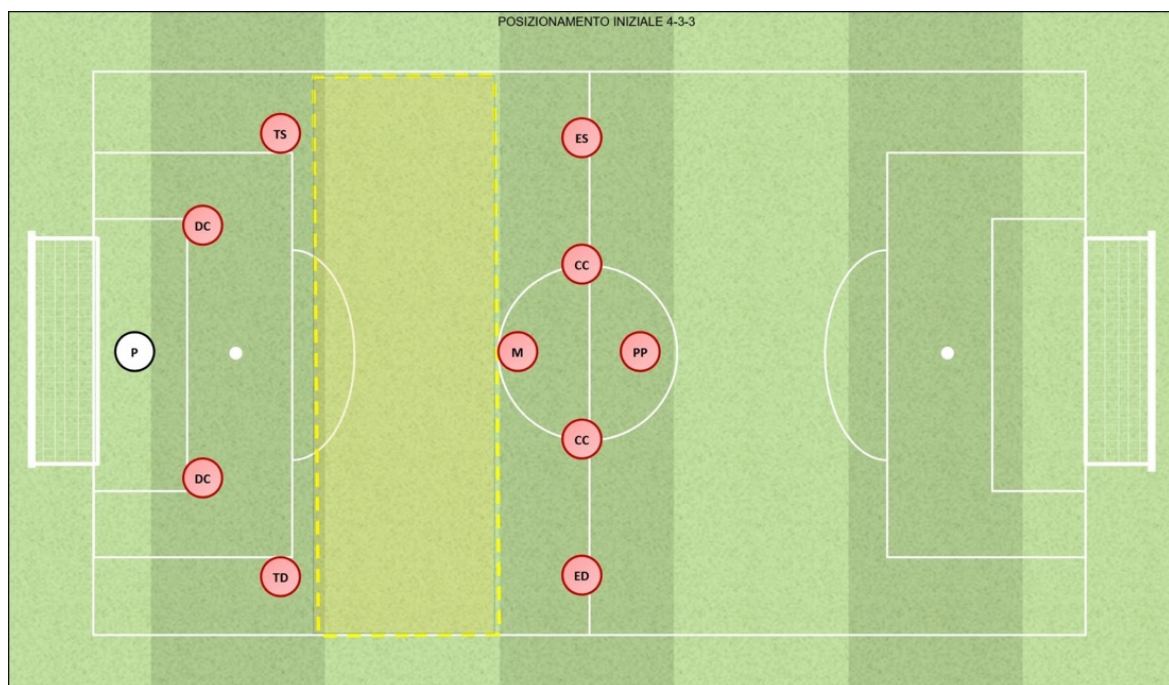 POSIZIONAMENTO INIZIALE 4-3-3
TS
ES
DC
CC
P
M
PP
CC
DC
TD
ED